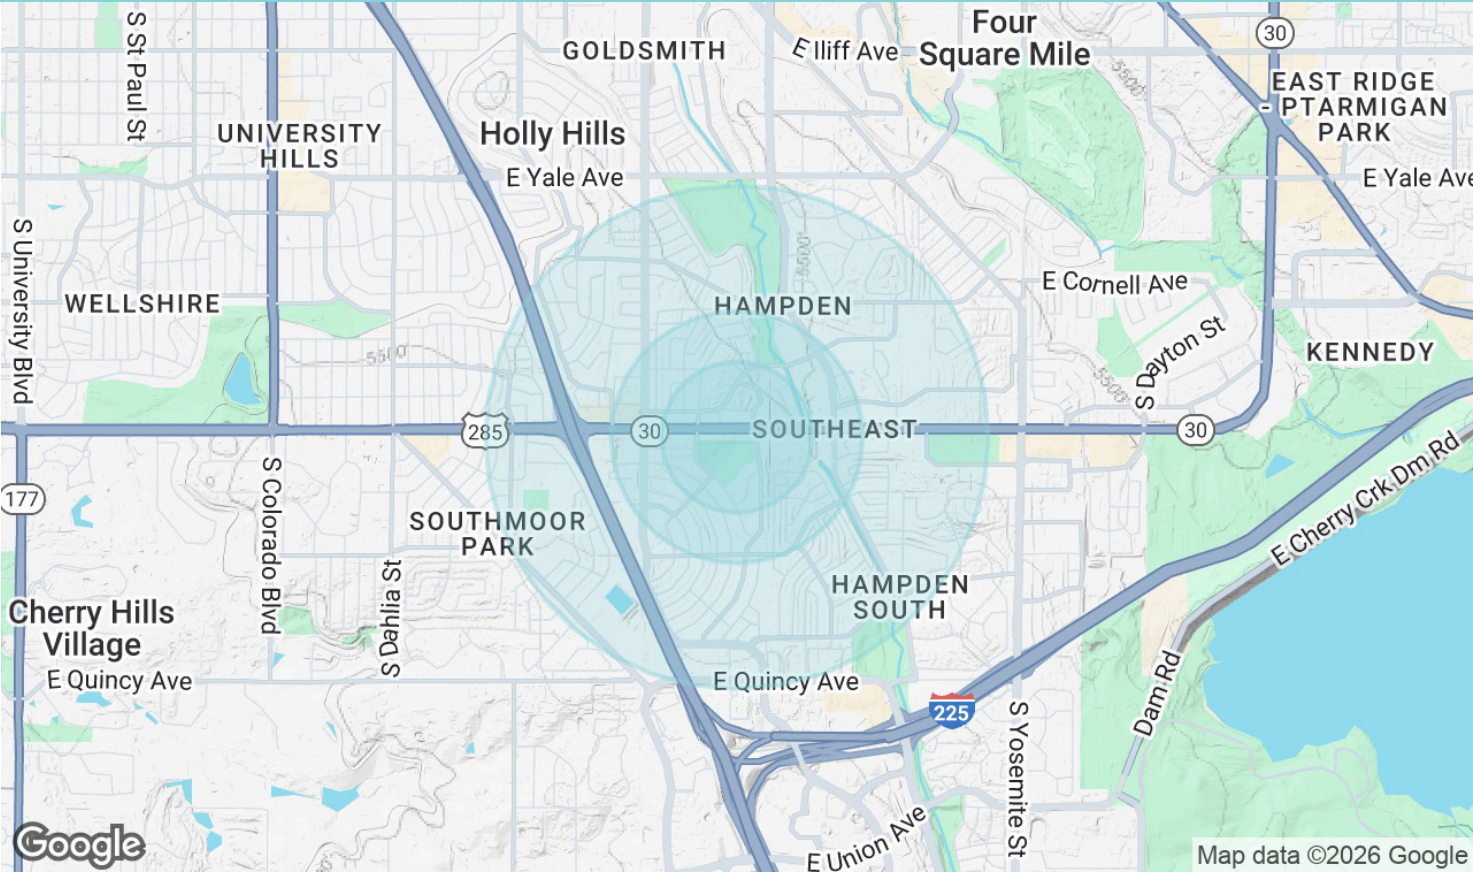 S St Paul St
GOLDSMITH
E Iliff Ave
Four
Square Mile
30
5500
EAST RIDGE
- PTARMIGAN
PARK
UNIVERSITY
HILLS
Holly Hills
E Yale Ave
E Yale Ave
S University Blvd
WELLSHIRE
5500'
HAMPDEN
E Cornell Ave
S Dayton St
KENNEDY
5500'
5500'
285
30
SOUTHEAST
30
177
S Colorado Blvd
SOUTHMOOR
PARK
E Cherry Crk Dm Rd
HAMPDEN
SOUTH
Cherry Hills
Village
S Dahlia St
E Quincy Ave
E Quincy Ave
225
Dam Rd
S Yosemite St
E Union Ave
Google
Map data ©2026 Google